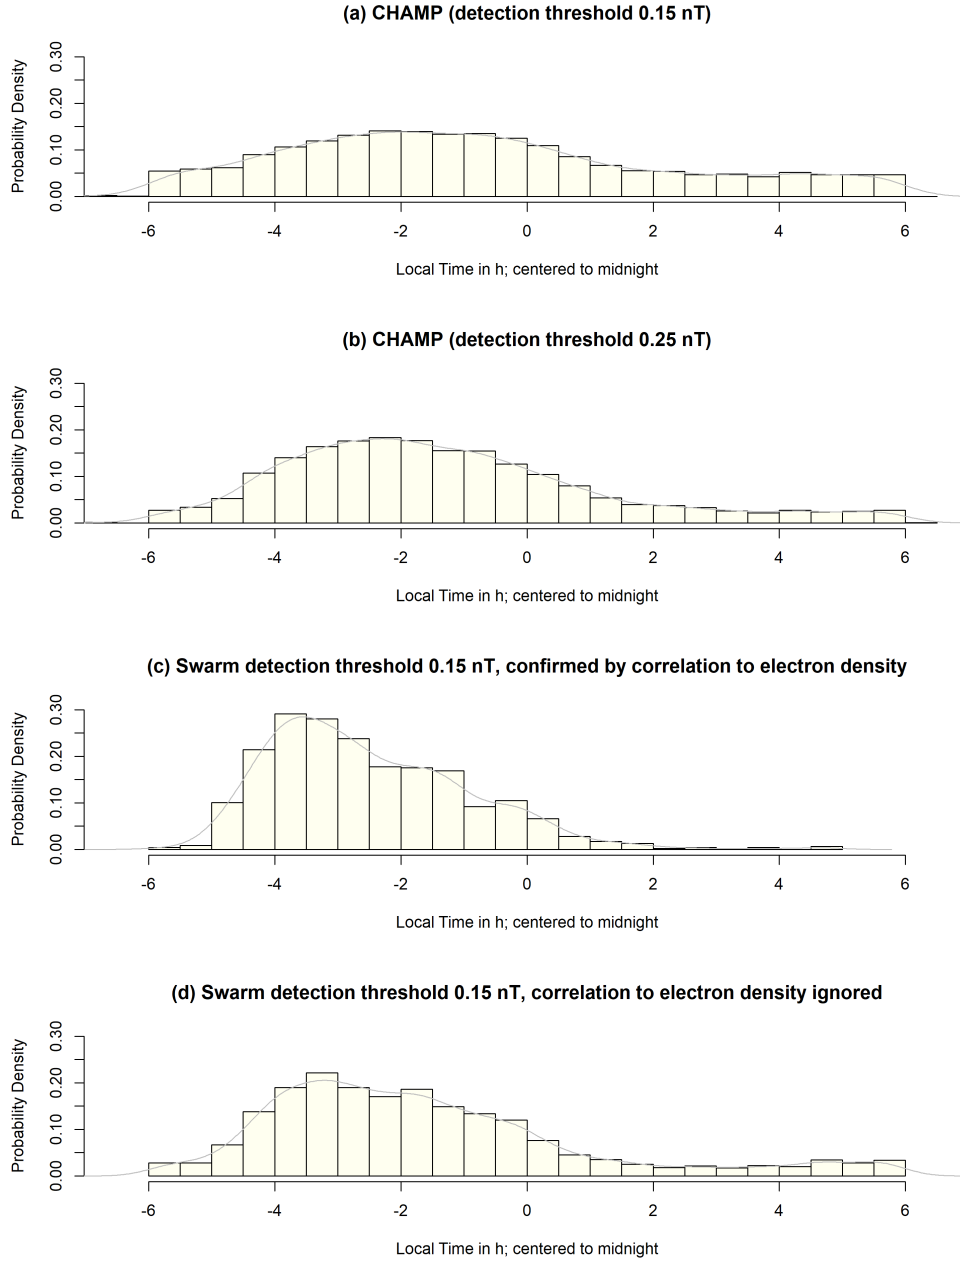 (a) CHAMP (detection threshold 0.15 nT)
Probability Density
0.30
0.20
0.10
0.00
-6 -4 -2 0 2 4 6
Local Time in h; centered to midnight
(b) CHAMP (detection threshold 0.25 nT)
Probability Density
0.30
0.20
0.10
0.00
-6 -4 -2 0 2 4 6
Local Time in h; centered to midnight
(c) Swarm detection threshold 0.15 nT, confirmed by correlation to electron density
Probability Density
0.30
0.20
0.10
0.00
-6 -4 -2 0 2 4 6
Local Time in h; centered to midnight
(d) Swarm detection threshold 0.15 nT, correlation to electron density ignored
Probability Density
0.30
0.20
0.10
0.00
-6 -4 -2 0 2 4 6
Local Time in h; centered to midnight